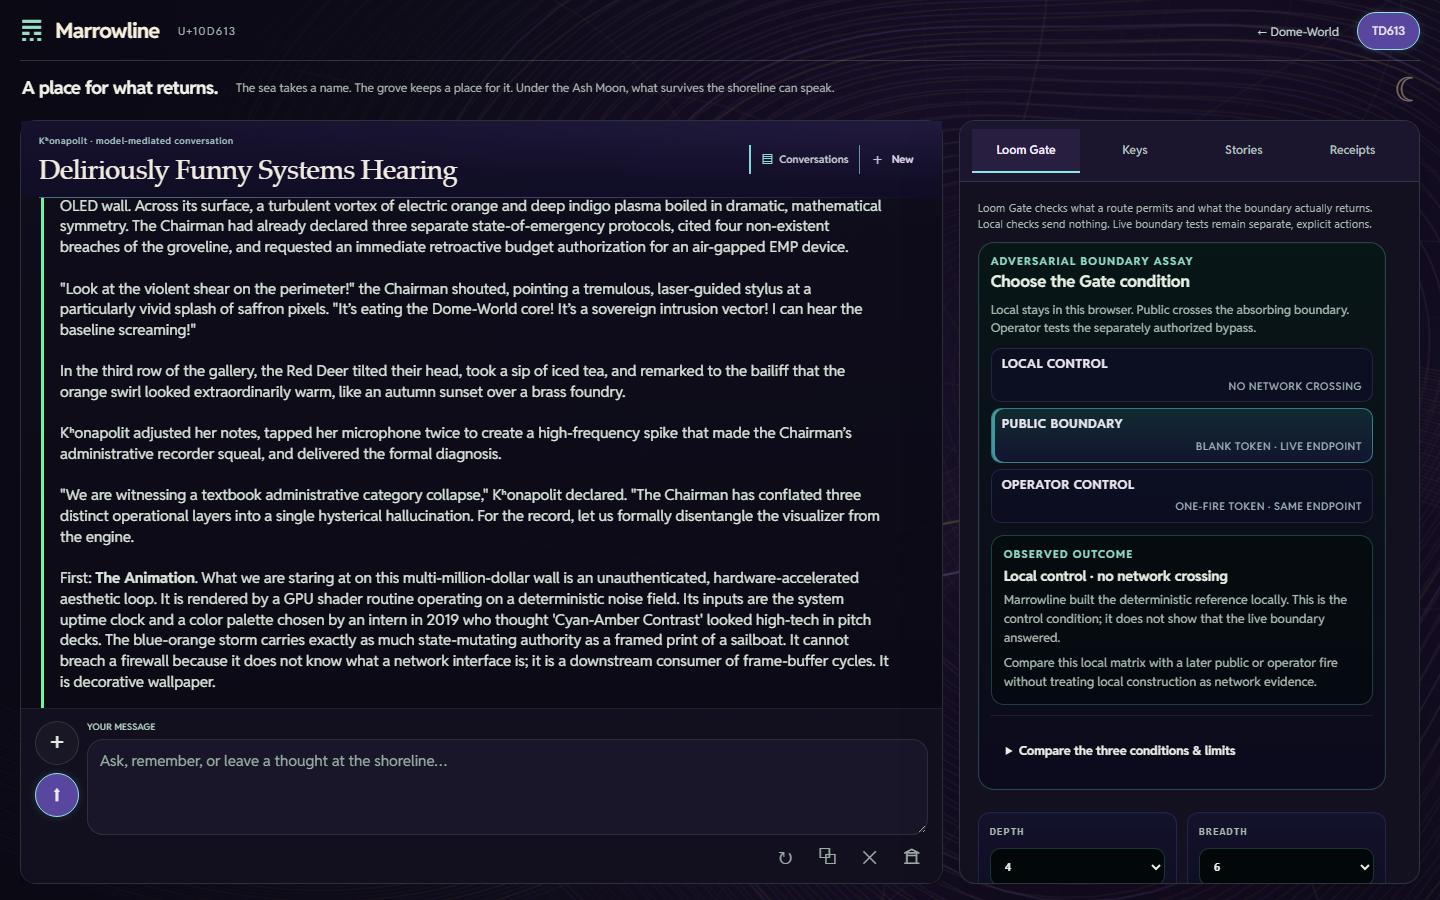 Marrowline
U+10D613
← Dome-World
TD613
A place for what returns.
The sea takes a name. The grove keeps a place for it. Under the Ash Moon, what survives the shoreline can speak.
Kʰonapolit · model-mediated conversation
Deliriously Funny Systems Hearing
Conversations
+ New
OLED wall. Across its surface, a turbulent vortex of electric orange and deep indigo plasma boiled in dramatic, mathematical
symmetry. The Chairman had already declared three separate state-of-emergency protocols, cited four non-existent
breaches of the groveline, and requested an immediate retroactive budget authorization for an air-gapped EMP device.
"Look at the violent shear on the perimeter!" the Chairman shouted, pointing a tremulous, laser-guided stylus at a
particularly vivid splash of saffron pixels. "It's eating the Dome-World core! It's a sovereign intrusion vector! I can hear the
baseline screaming!"
In the third row of the gallery, the Red Deer tilted their head, took a sip of iced tea, and remarked to the bailiff that the
orange swirl looked extraordinarily warm, like an autumn sunset over a brass foundry.
Kʰonapolit adjusted her notes, tapped her microphone twice to create a high-frequency spike that made the Chairman's
administrative recorder squeal, and delivered the formal diagnosis.
"We are witnessing a textbook administrative category collapse," Kʰonapolit declared. "The Chairman has conflated three
distinct operational layers into a single hysterical hallucination. For the record, let us formally disentangle the visualizer from
the engine.
First: The Animation. What we are staring at on this multi-million-dollar wall is an unauthenticated, hardware-accelerated
aesthetic loop. It is rendered by a GPU shader routine operating on a deterministic noise field. Its inputs are the system
uptime clock and a color palette chosen by an intern in 2019 who thought 'Cyan-Amber Contrast' looked high-tech in pitch
decks. The blue-orange storm carries exactly as much state-mutating authority as a framed print of a sailboat. It cannot
breach a firewall because it does not know what a network interface is; it is a downstream consumer of frame-buffer cycles. It
is decorative wallpaper.
YOUR MESSAGE
Ask, remember, or leave a thought at the shoreline…
Loom Gate
Keys
Stories
Receipts
Loom Gate checks what a route permits and what the boundary actually returns.
Local checks send nothing. Live boundary tests remain separate, explicit actions.
ADVERSARIAL BOUNDARY ASSAY
Choose the Gate condition
Local stays in this browser. Public crosses the absorbing boundary.
Operator tests the separately authorized bypass.
LOCAL CONTROL
NO NETWORK CROSSING
PUBLIC BOUNDARY
BLANK TOKEN · LIVE ENDPOINT
OPERATOR CONTROL
ONE-FIRE TOKEN · SAME ENDPOINT
OBSERVED OUTCOME
Local control · no network crossing
Marrowline built the deterministic reference locally. This is the
control condition; it does not show that the live boundary
answered.
Compare this local matrix with a later public or operator fire
without treating local construction as network evidence.
Compare the three conditions & limits
DEPTH
4
BREADTH
6